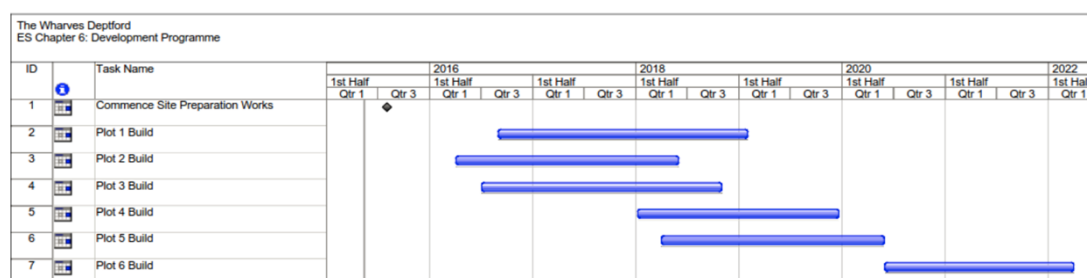 The Wharves Deptford
ES Chapter 6: Development Programme
ID Task Name 2016 2018 2020 2022
1st Half 1st Half 1st Half 1st Half 1st Half 1st Half 1st Half 1st Hal
Qtr 1 Qtr 3 Qtr 1 Qtr 3 Qtr 1 Qtr 3 Qtr 1 Qtr 3 Qtr 1 Qtr 3 Qtr 1 Qtr 3 Qtr 1 Qtr 3 Qtr 1
1 Commence Site Preparation Works
2 Plot 1 Build
3 Plot 2 Build
4 Plot 3 Build
5 Plot 4 Build
6 Plot 5 Build
7 Plot 6 Build